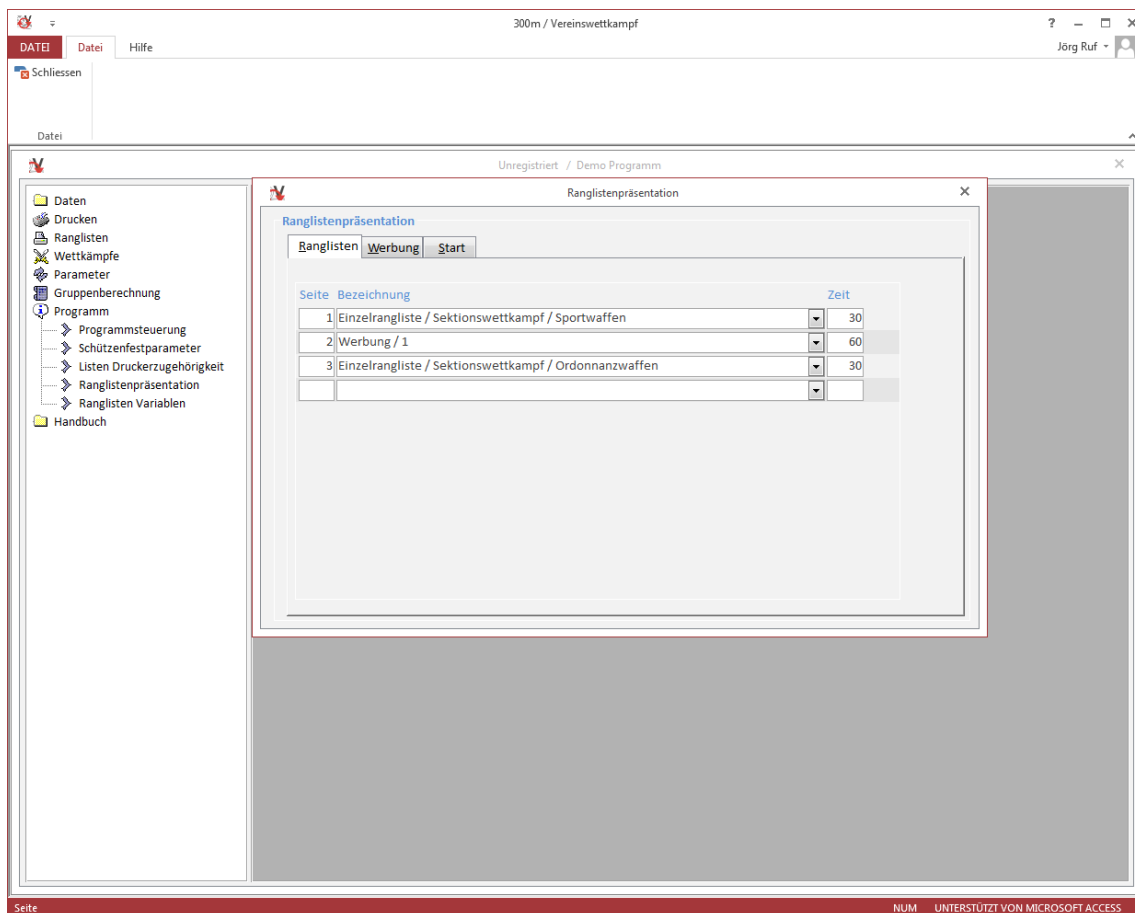 300m / Vereinswettkampf
?
DATEI Datei Hilfe Jörg Ruf
Schliessen
Datei
Unregistriert / Demo Programm
Daten
Drucken
Ranglisten
Wettkämpfe
Parameter
Gruppenberechnung
Programm
Programmsteuerung
Schützenfestparameter
Listen Druckerzugehörigkeit
Ranglistenpräsentation
Ranglisten Variablen
Handbuch
Ranglistenpräsentation
Ranglistenpräsentation
Ranglisten Werbung Start
Seite Bezeichnung Zeit
1 Einzelrangliste / Sektionswettkampf / Sportwaffen 30
2 Werbung / 1 60
3 Einzelrangliste / Sektionswettkampf / Ordonnanzwaffen 30
Seite NUM UNTERSTÜTZT VON MICROSOFT ACCESS